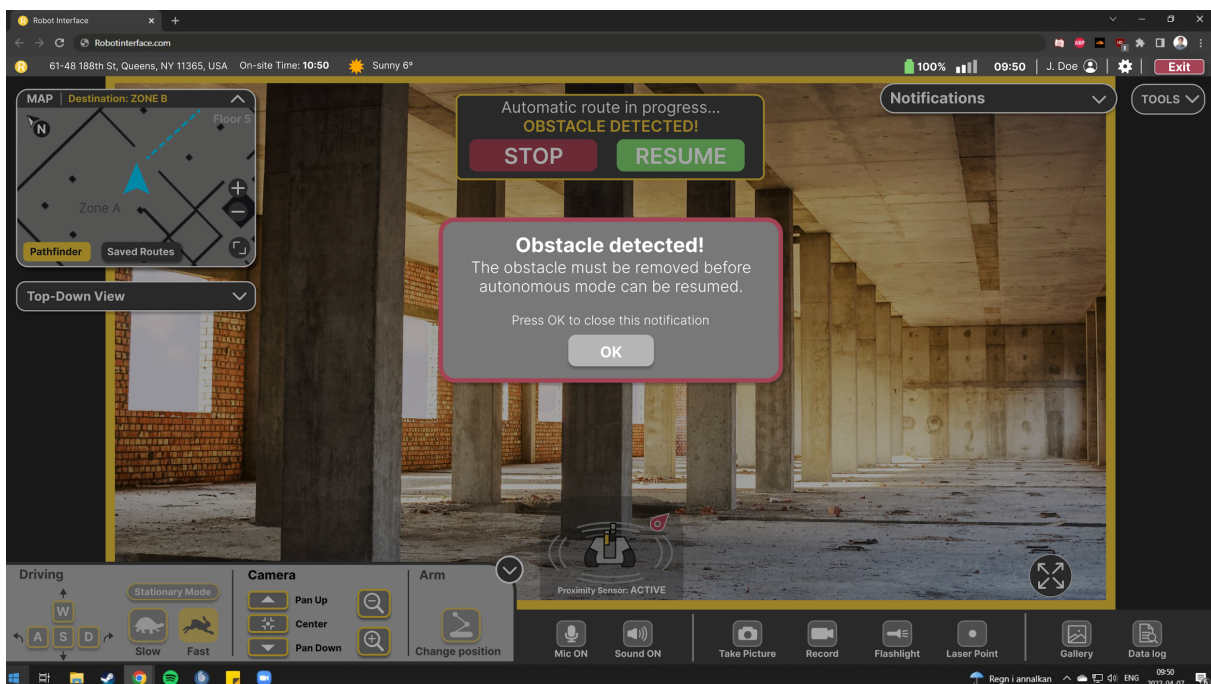 Robot Interface
Robotinterface.com
61-48 188th St, Queens, NY 11365, USA On-site Time: 10:50 Sunny 6° 100% 09:50 | J. Doe Exit
MAP | Destination: ZONE B
N
Floor 5
Zone A
Pathfinder Saved Routes
Top-Down View
Automatic route in progress...
OBSTACLE DETECTED!
STOP RESUME
Notifications
TOOLS
Obstacle detected!
The obstacle must be removed before
autonomous mode can be resumed.
Press OK to close this notification
OK
Proximity Sensor: ACTIVE
Driving
W
A S D
Stationary Mode
Slow Fast
Camera
Pan Up
Center
Pan Down
Arm
Change position
Mic ON Sound ON Take Picture Record Flashlight Laser Point Gallery Data log
Regn i annalkan ENG 09:50
2022-04-07